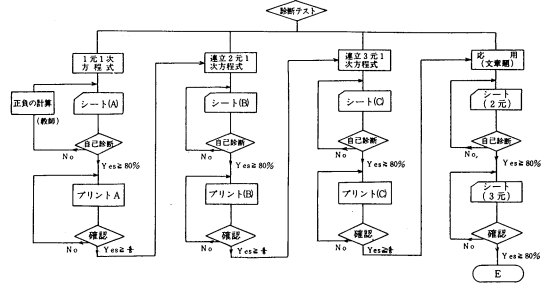 診断テスト
1元1次
方程式
正負の計算
(教師)
シート(A)
自己診断
No
Yes≧80%
プリントA
確認
No
Yes≧
連立2元1
次方程式
シート(B)
自己診断
No
Yes≧80%
プリント(B)
確認
No
Yes≧
連立3元1
次方程式
シート(C)
自己診断
No
Yes≧80%
プリント(C)
確認
No
Yes≧
応用
(文章題)
シート
(2元)
自己診断
No,
Yes≧80%
シート
(3元)
確認
No
Yes≧80%
E